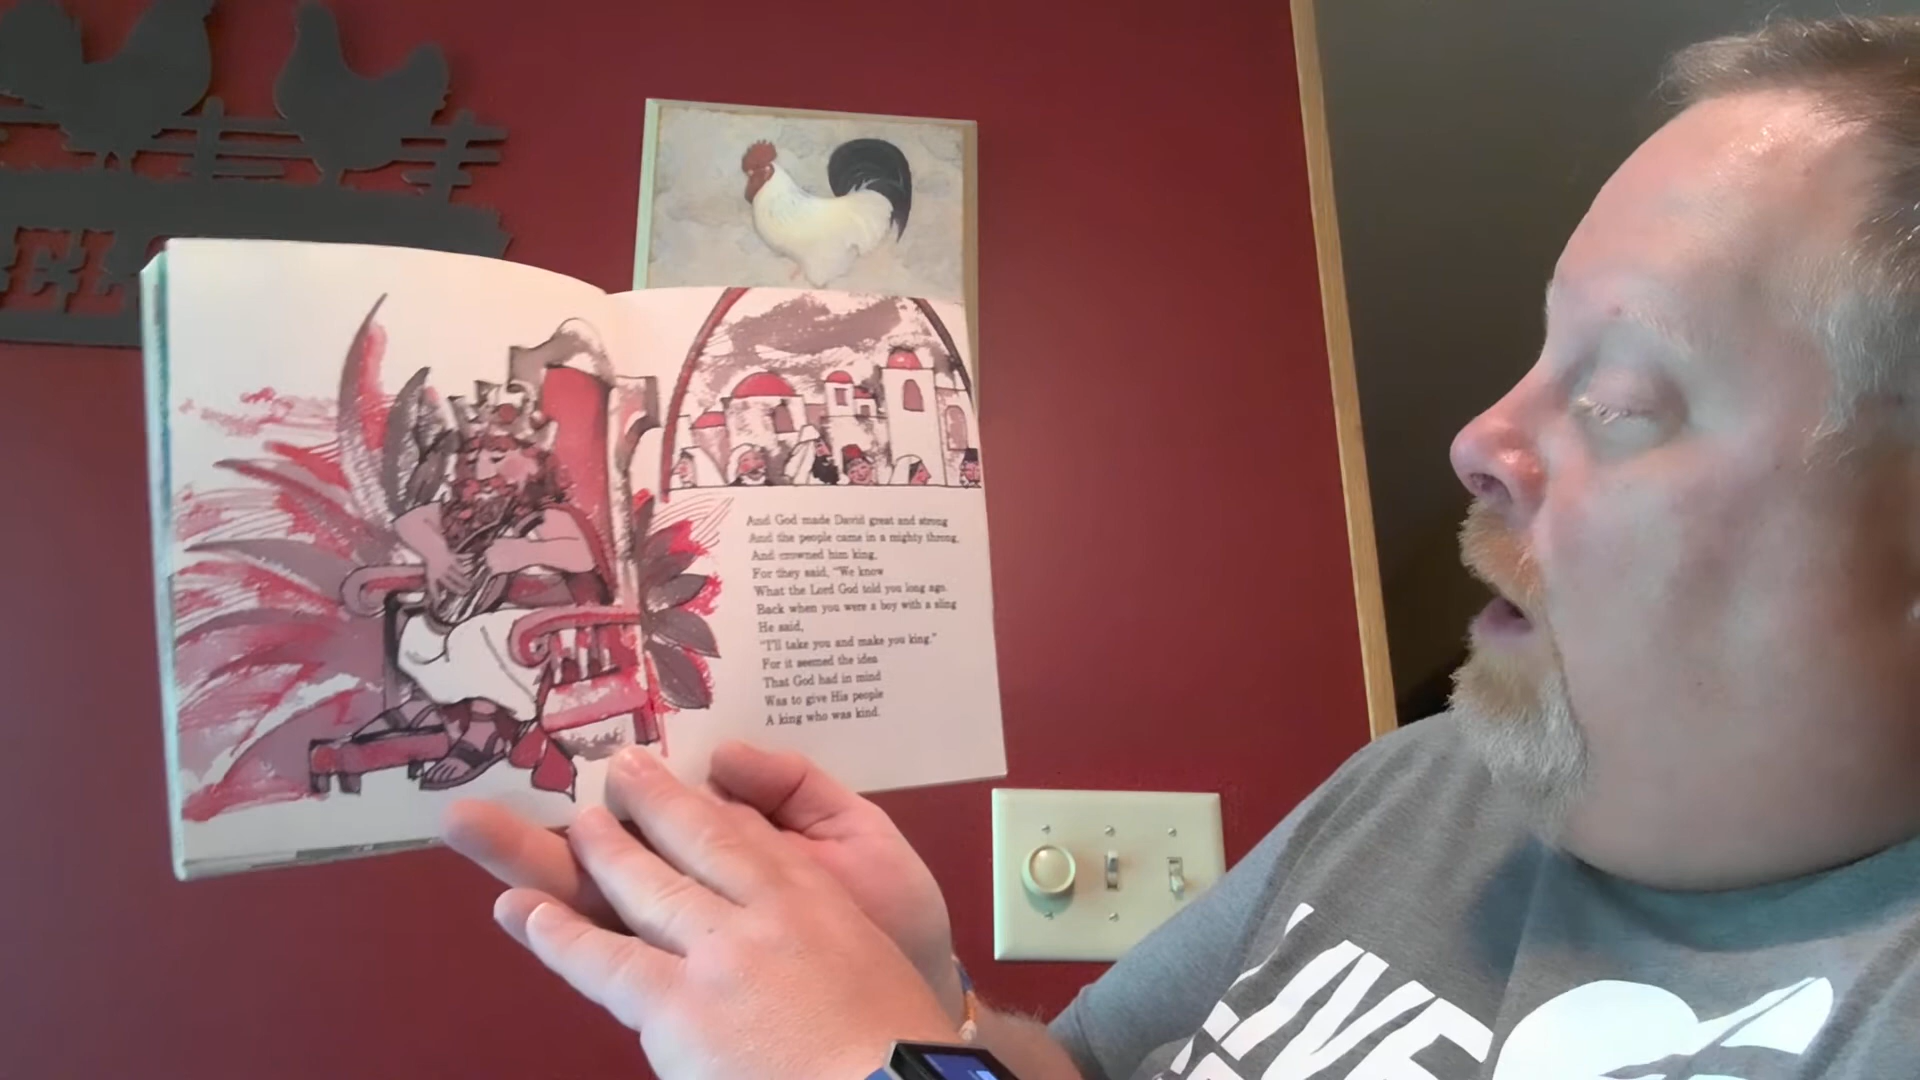 EL
And God made David great and strong
And the people came in a mighty throng,
And crowned him king,
For they said, "We know
What the Lord God told you long ago.
Back when you were a boy with a sling
He said,
"I'll take you and make you king."
For it seemed the idea
That God had in mind
Was to give His people
A king who was kind.
LIVE